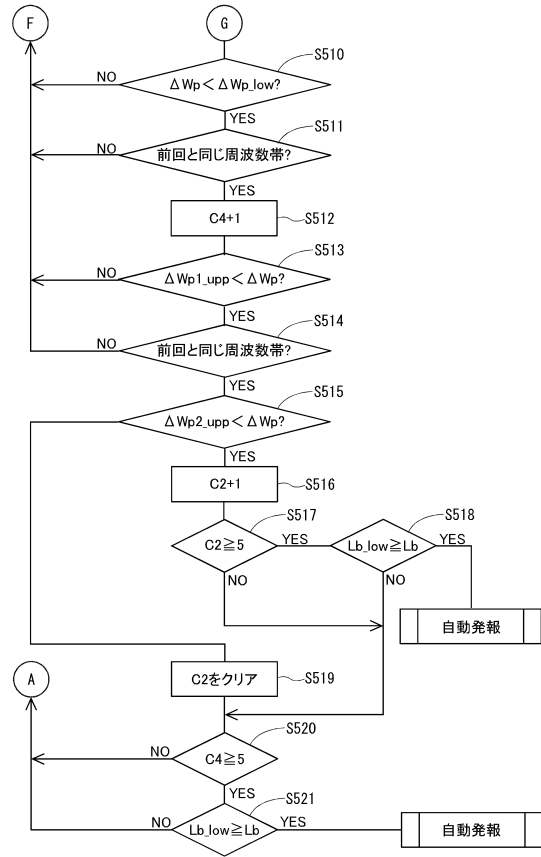 F
G
S510
ΔWp<ΔWp_low?
NO
YES
S511
前回と同じ周波数帯?
NO
YES
C4+1
S512
S513
ΔWp1_upp<ΔWp?
NO
YES
S514
前回と同じ周波数帯?
NO
YES
S515
ΔWp2_upp<ΔWp?
YES
C2+1
S516
S517
C2≧5
YES
NO
S518
Lb_low≧Lb
YES
NO
自動発報
A
C2をクリア
S519
S520
C4≧5
NO
YES
S521
Lb_low≧Lb
NO
YES
自動発報